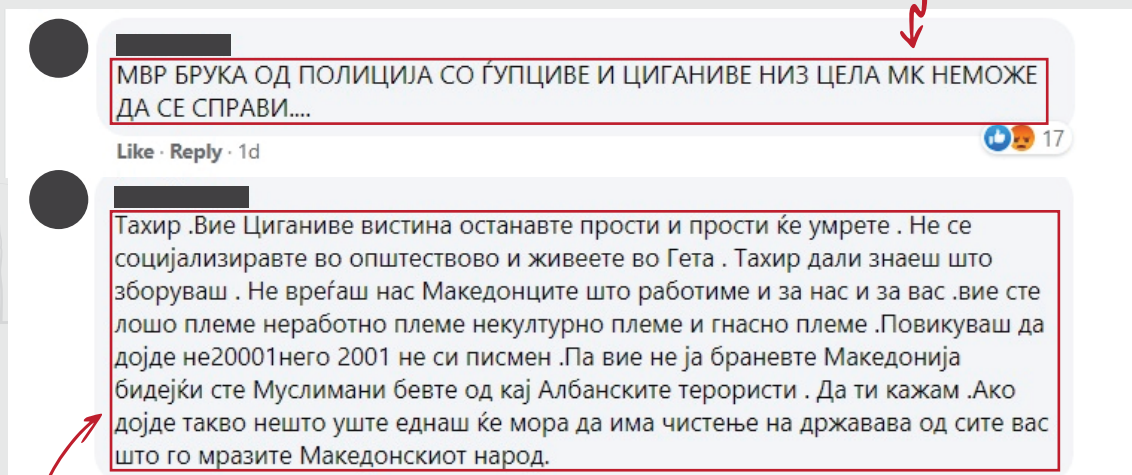 МВР БРУКА ОД ПОЛИЦИЈА СО ЃУПЦИВЕ И ЦИГАНИВЕ НИЗ ЦЕЛА МК НЕМОЖЕ
ДА СЕ СПРАВИ....
Like · Reply · 1d
17
Тахир .Вие Циганиве вистина останавте прости и прости ќе умрете . Не се
социјализиравте во општествово и живеете во Гета . Тахир дали знаеш што
зборуваш . Не вреѓаш нас Македонците што работиме и за нас и за вас .вие сте
лошо племе неработно племе некултурно племе и гнасно племе .Повикуваш да
дојде не20001него 2001 не си писмен .Па вие не ја браневте Македонија
бидејќи сте Муслимани бевте од кај Албанските терористи . Да ти кажам .Ако
дојде такво нешто уште еднаш ќе мора да има чистење на државава од сите вас
што го мразите Македонскиот народ.